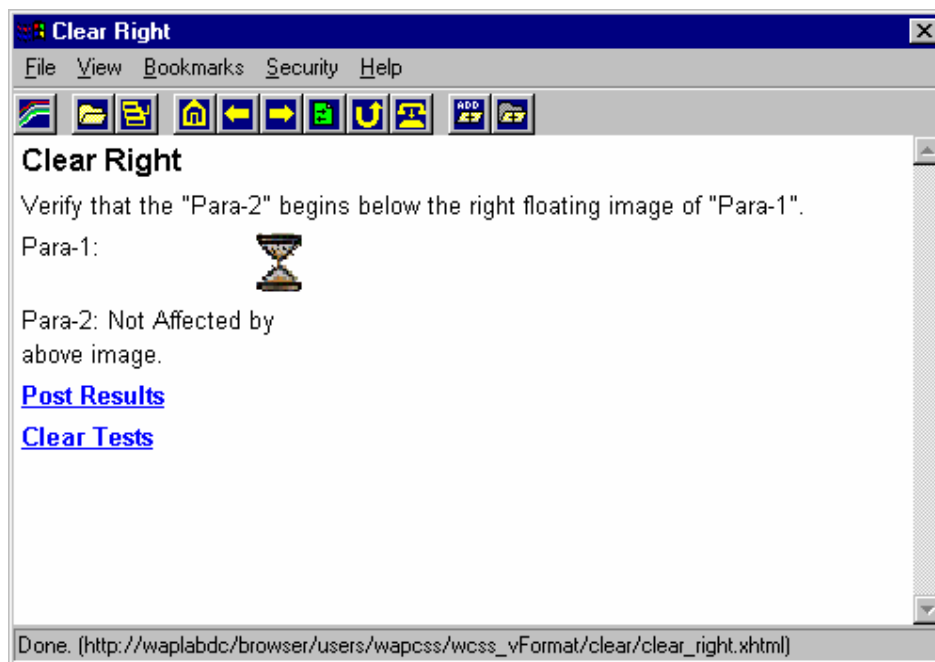 Clear Right
File View Bookmarks Security Help
ADD
Clear Right
Verify that the "Para-2" begins below the right floating image of "Para-1".
Para-1:
Para-2: Not Affected by
above image.
Post Results
Clear Tests
Done. (http://waplabdc/browser/users/wapcss/wcss_vFormat/clear/clear_right.xhtml)